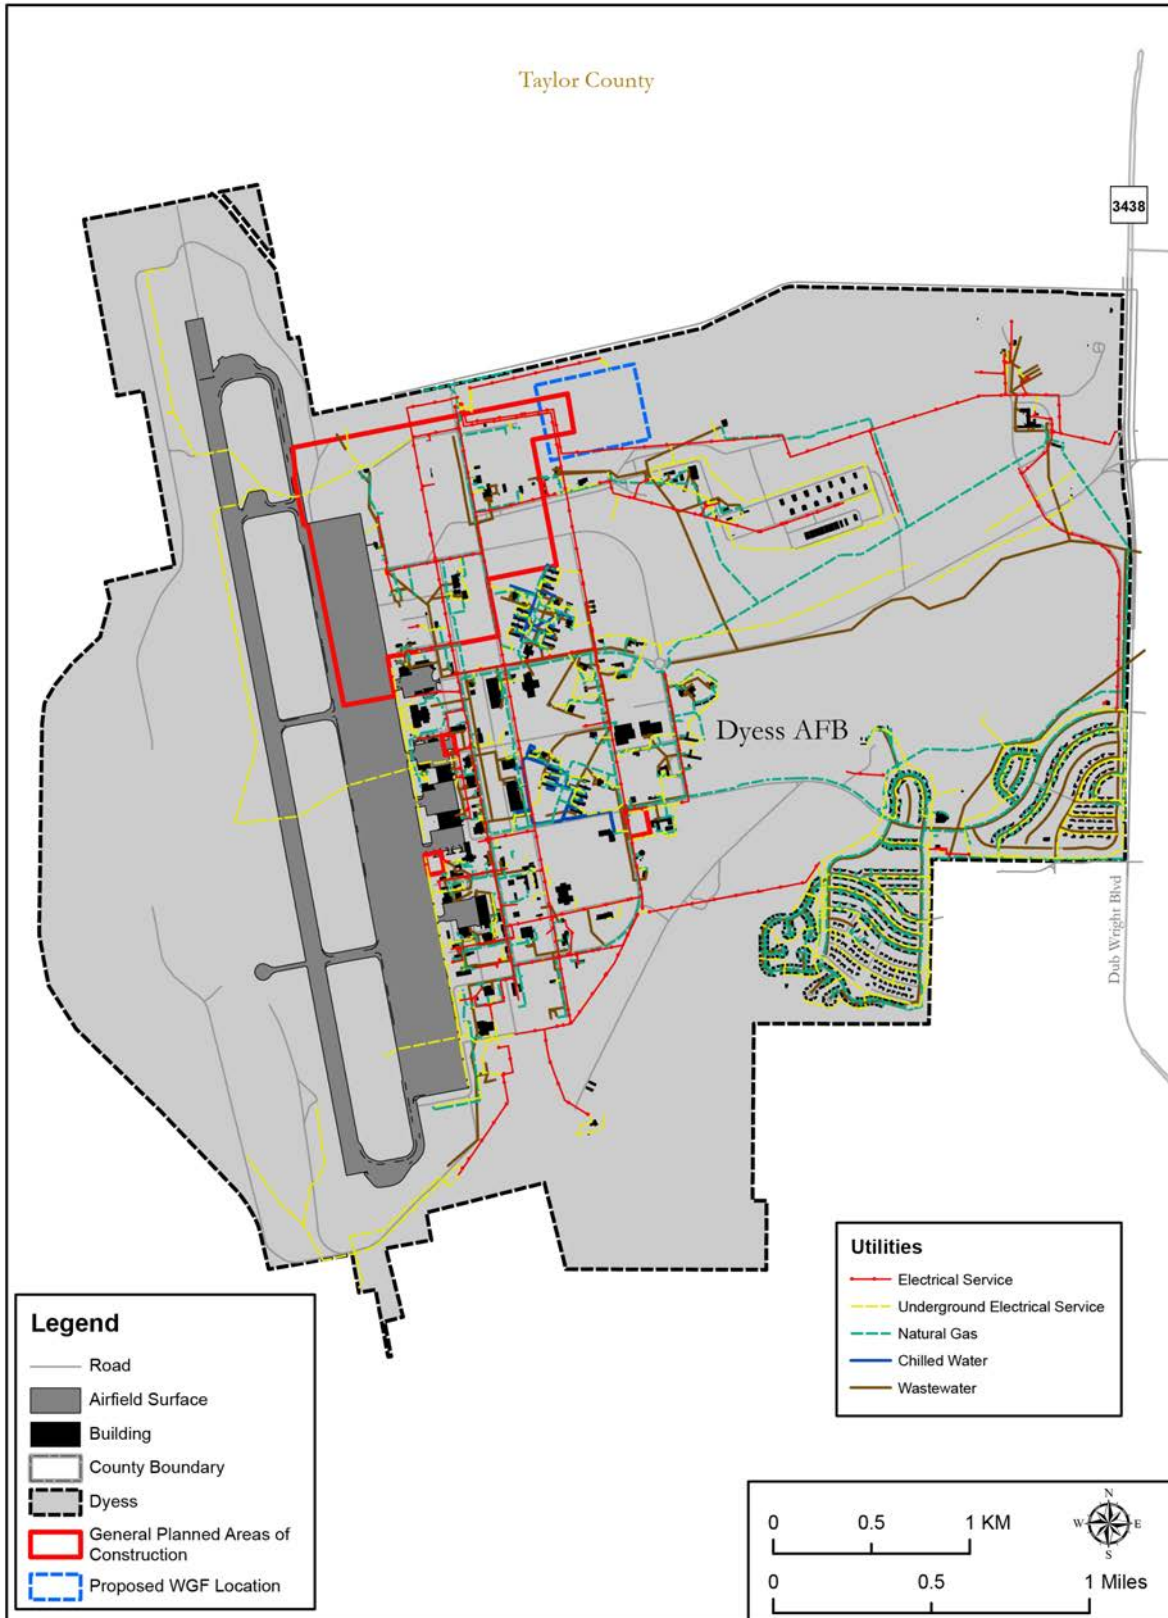 Taylor County
3438
Dyess AFB
Dub Wright Blvd
Utilities
Electrical Service
Underground Electrical Service
Natural Gas
Chilled Water
Wastewater
Legend
Road
Airfield Surface
Building
County Boundary
Dyess
General Planned Areas of
Construction
Proposed WGF Location
N
W E
S
0 0.5 1 KM
0 0.5 1 Miles